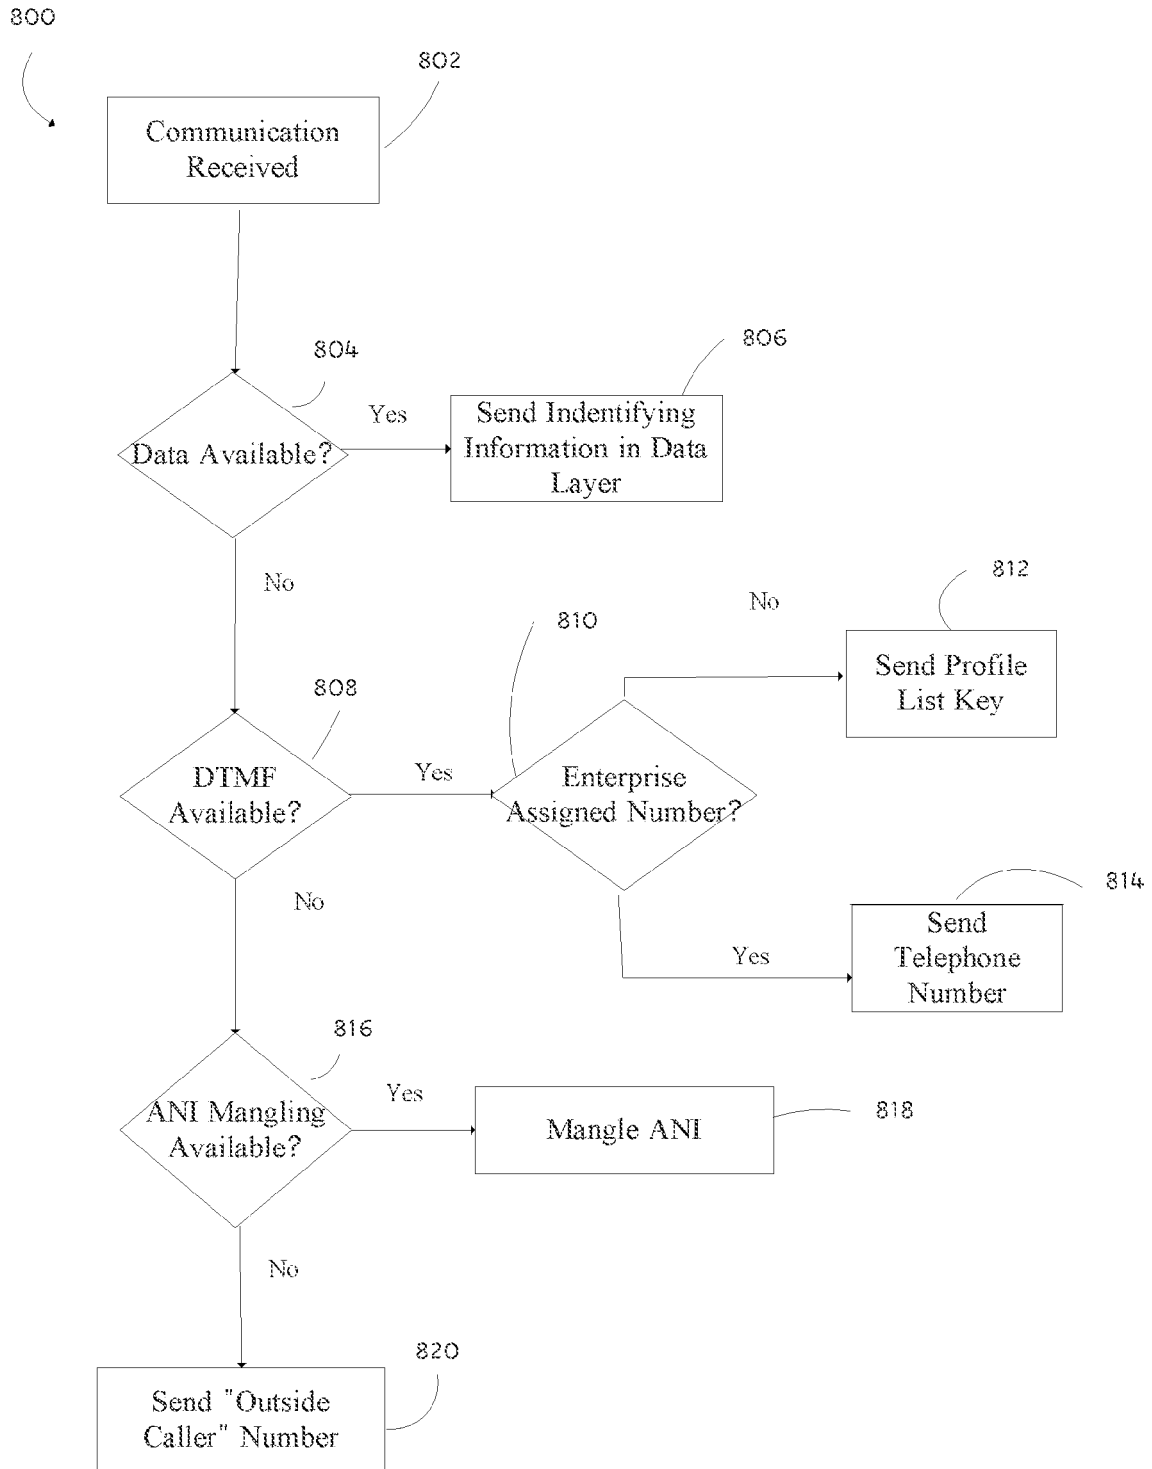 800
802
Communication
Received
804
806
Yes
Send Indentifying
Information in Data
Layer
Data Available?
No
812
No
810
Send Profile
List Key
808
DTMF
Available?
Yes
Enterprise
Assigned Number?
814
No
Send
Telephone
Number
Yes
816
ANI Mangling
Available?
Yes
Mangle ANI
818
No
820
Send "Outside
Caller" Number